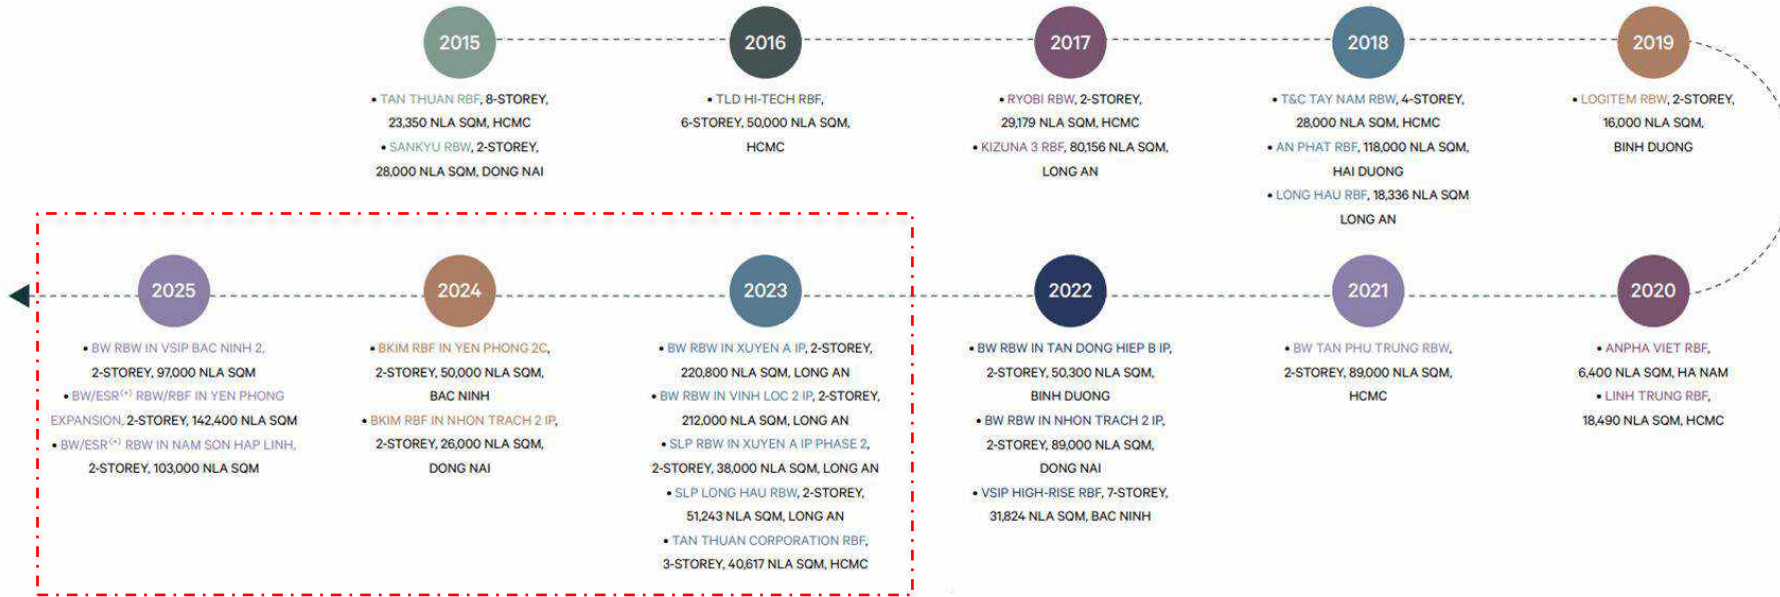 2015
• TAN THUAN RBF, 8-STOREY,
23,350 NLA SQM, HCMC
• SANKYU RBW, 2-STOREY,
28,000 NLA SQM, DONG NAI
2016
• TLD HI-TECH RBF,
6-STOREY, 50,000 NLA SQM,
HCMC
2017
• RYOBI RBW, 2-STOREY,
29,179 NLA SQM, HCMC
• KIZUNA 3 RBF, 80,156 NLA SQM,
LONG AN
2018
• T&C TAY NAM RBW, 4-STOREY,
28,000 NLA SQM, HCMC
• AN PHAT RBF, 118,000 NLA SQM,
HAI DUONG
• LONG HAU RBF, 18,336 NLA SQM
LONG AN
2019
• LOGITEM RBW, 2-STOREY,
16,000 NLA SQM,
BINH DUONG
2020
• ANPHA VIET RBF,
6,400 NLA SQM, HA NAM
• LINH TRUNG RBF,
18,490 NLA SQM, HCMC
2021
• BW TAN PHU TRUNG RBW,
2-STOREY, 89,000 NLA SQM,
HCMC
2022
• BW RBW IN TAN DONG HIEP B IP,
2-STOREY, 50,300 NLA SQM,
BINH DUONG
• BW RBW IN NHON TRACH 2 IP,
2-STOREY, 89,000 NLA SQM,
DONG NAI
• VSIP HIGH-RISE RBF, 7-STOREY,
31,824 NLA SQM, BAC NINH
2023
• BW RBW IN XUYEN A IP, 2-STOREY,
220,800 NLA SQM, LONG AN
• BW RBW IN VINH LOC 2 IP, 2-STOREY,
212,000 NLA SQM, LONG AN
• SLP RBW IN XUYEN A IP PHASE 2,
2-STOREY, 38,000 NLA SQM, LONG AN
• SLP LONG HAU RBW, 2-STOREY,
51,243 NLA SQM, LONG AN
• TAN THUAN CORPORATION RBF,
3-STOREY, 40,617 NLA SQM, HCMC
2024
• BKIM RBF IN YEN PHONG 2C,
2-STOREY, 50,000 NLA SQM,
BAC NINH
• BKIM RBF IN NHON TRACH 2 IP,
2-STOREY, 26,000 NLA SQM,
DONG NAI
2025
• BW RBW IN VSIP BAC NINH 2,
2-STOREY, 97,000 NLA SQM
• BW/ESR(*) RBW/RBF IN YEN PHONG
EXPANSION, 2-STOREY, 142,400 NLA SQM
• BW/ESR(*) RBW IN NAM SON HAP LINH,
2-STOREY, 103,000 NLA SQM